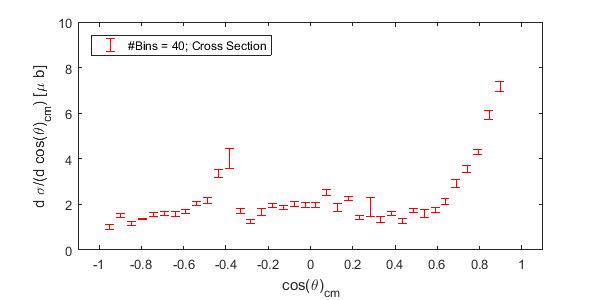 10
8
6
4
2
0
d σ/(d cos(θ)cm) [μ b]
#Bins = 40; Cross Section
-1 -0.8 -0.6 -0.4 -0.2 0 0.2 0.4 0.6 0.8 1
cos(θ)cm